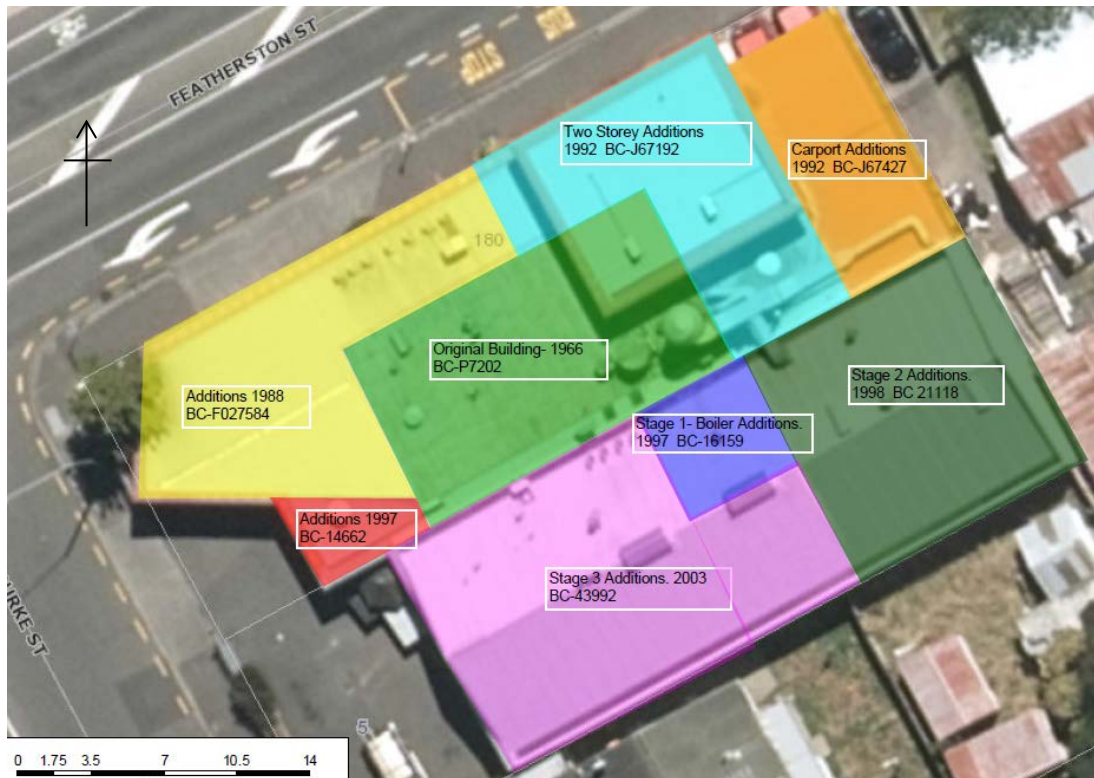 FEATHERSTON ST
BUS
STOP
Two Storey Additions
1992 BC-J67192
Carport Additions
1992 BC-J67427
180
Original Building- 1966
BC-P7202
Additions 1988
BC-F027584
Stage 2 Additions.
1998 BC 21118
Stage 1- Boiler Additions.
1997 BC-16159
Additions 1997
BC-14662
Stage 3 Additions. 2003
BC-43992
URKE ST
5
0 1.75 3.5 7 10.5 14